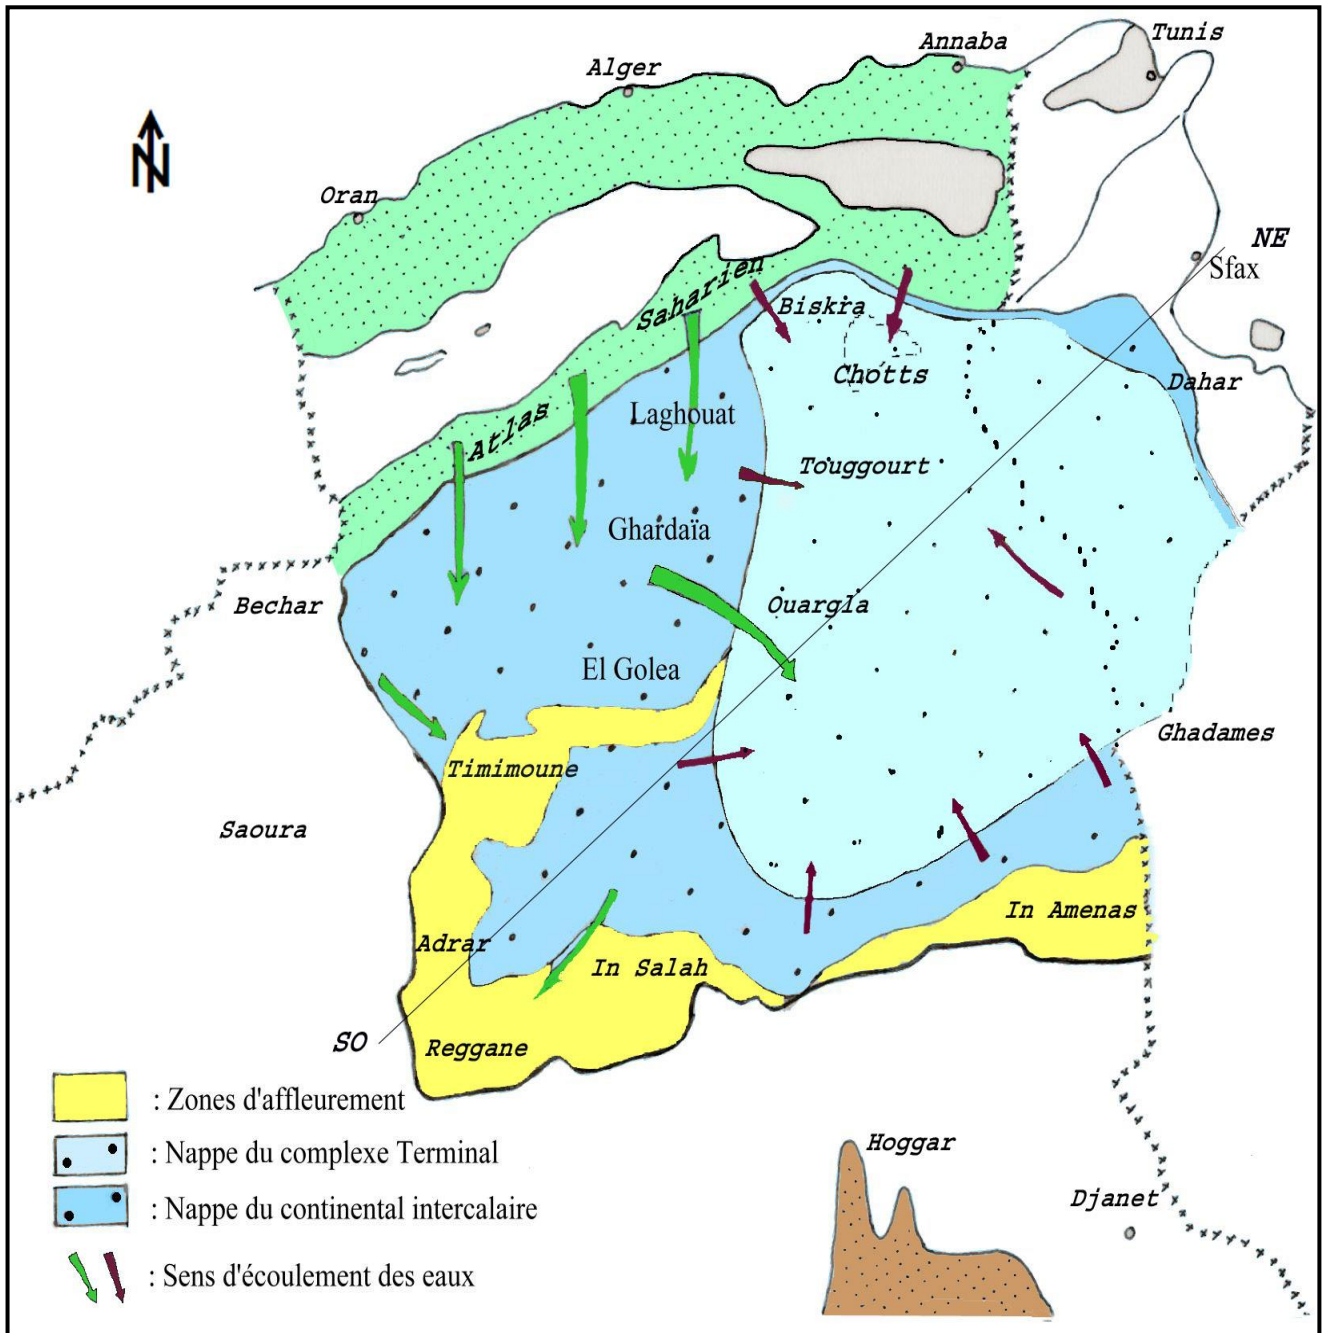 Tunis
Annaba
Alger
N
Oran
NE
Sfax
Saharien
Biskra
Chotts
Dahar
Atlas
Laghouat
Touggourt
Ghardaïa
Bechar
Ouargla
El Golea
Ghadames
Timimoune
Saoura
In Amenas
Adrar
In Salah
SO
Reggane
: Zones d'affleurement
: Nappe du complexe Terminal
: Nappe du continental intercalaire
: Sens d'écoulement des eaux
Hoggar
Djanet